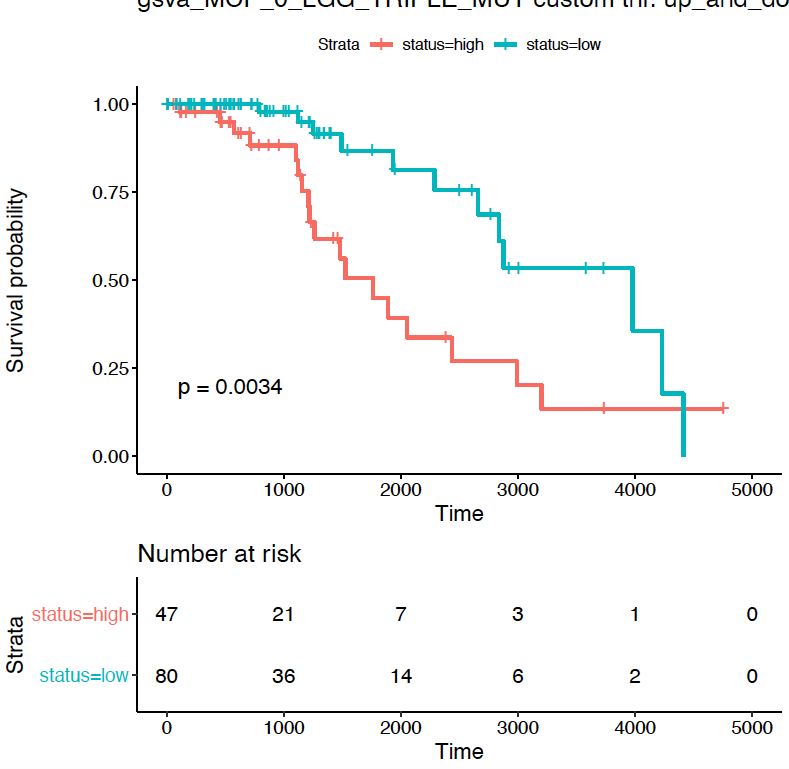 Strata status=high status=low
Survival probability
1.00
0.75
0.50
0.25
0.00
p = 0.0034
0 1000 2000 3000 4000 5000
Time
Number at risk
Strata
status=high 47 21 7 3 1 0
status=low 80 36 14 6 2 0
0 1000 2000 3000 4000 5000
Time